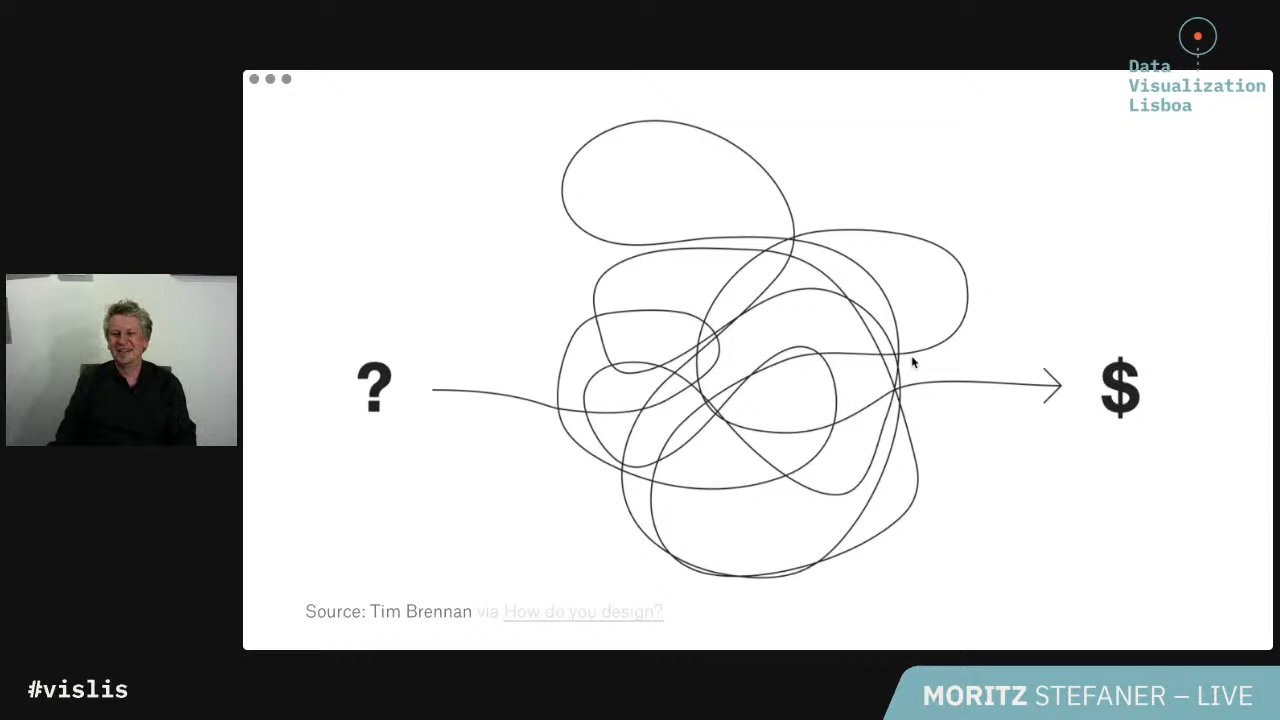 Data
Visualization
Lisboa
?
$
Source: Tim Brennan via How do you design?
#vislis
MORITZ STEFANER – LIVE